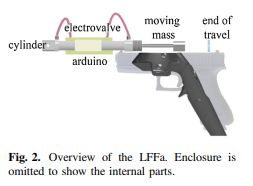 electrovalve
moving
mass
end of
travel
cylinder
arduino
Fig. 2. Overview of the LFFa. Enclosure is
omitted to show the internal parts.